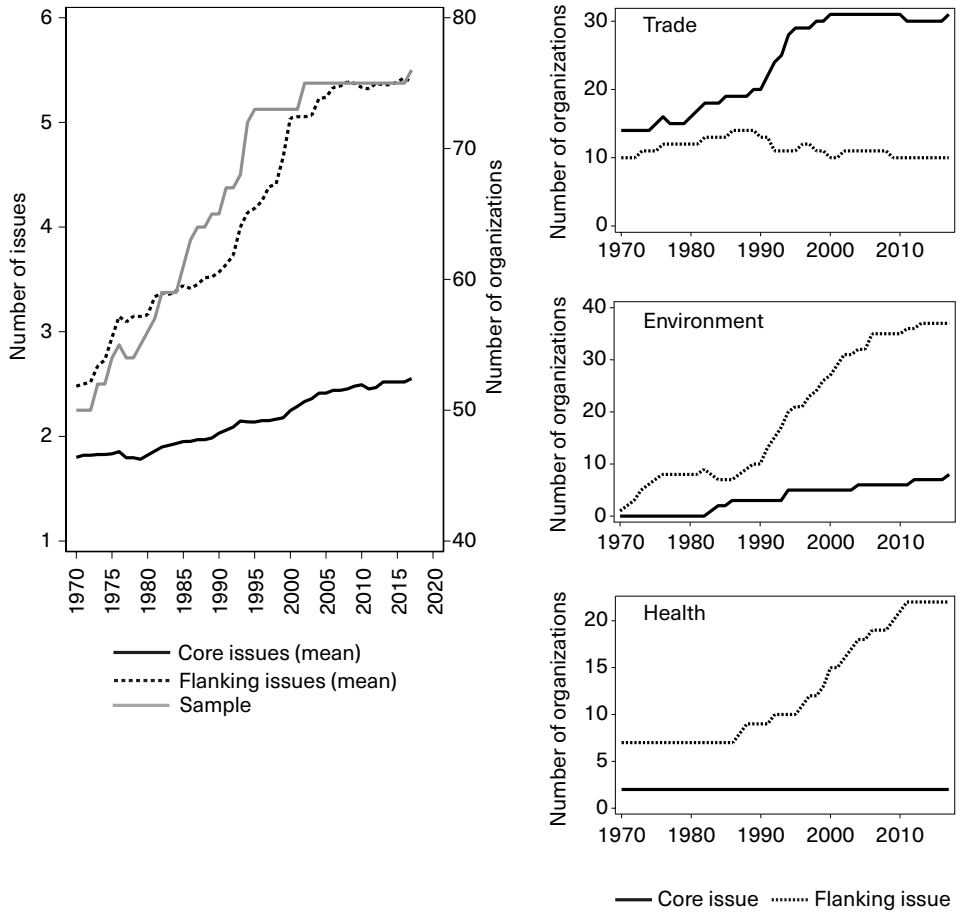 6
5
4
3
2
1
Number of issues
80
70
60
50
40
Number of organizations
1970
1975
1980
1985
1990
1995
2000
2005
2010
2015
2020
Core issues (mean)
Flanking issues (mean)
Sample
Trade
Number of organizations
30
20
10
0
1970 1980 1990 2000 2010
Environment
Number of organizations
40
30
20
10
0
1970 1980 1990 2000 2010
Health
Number of organizations
20
15
10
5
0
1970 1980 1990 2000 2010
Core issue Flanking issue